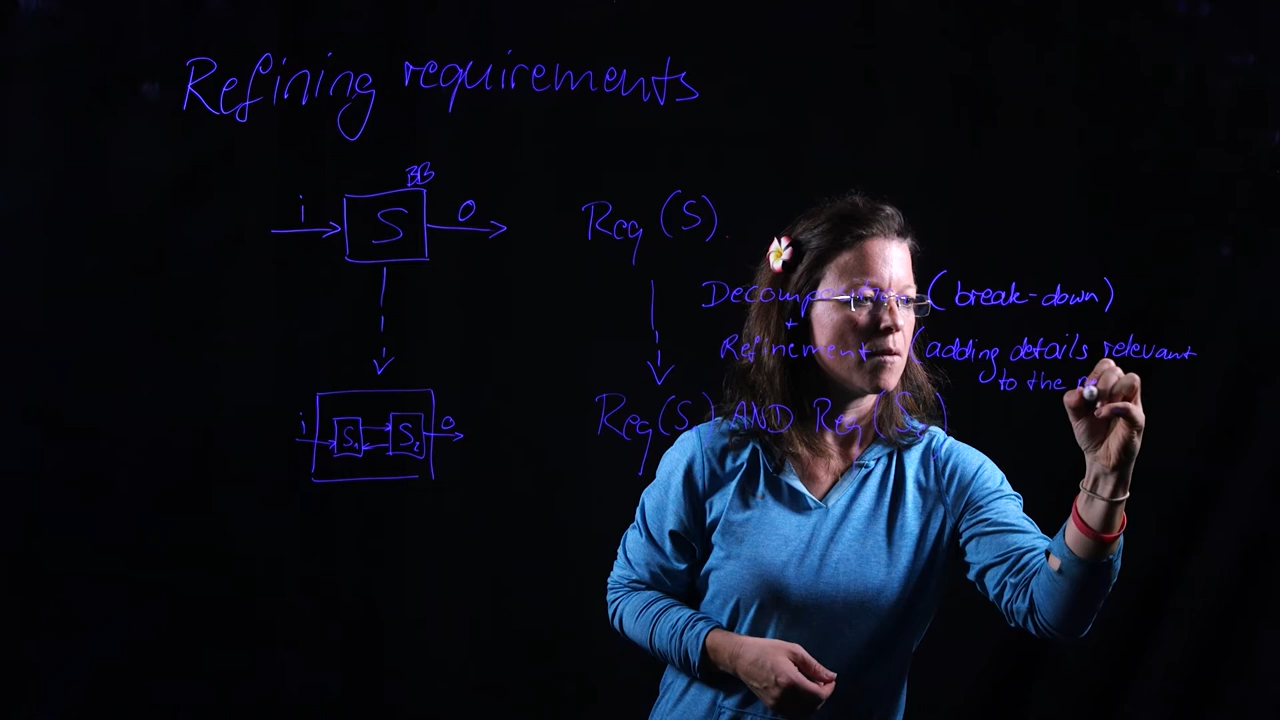 Refining requirements
BB
i S o
Req (S).
Decomposition (break-down)
+
Refinement (adding details relevant
to the
i S₁ S₂ o
Req(S₁) AND Req(S₂)